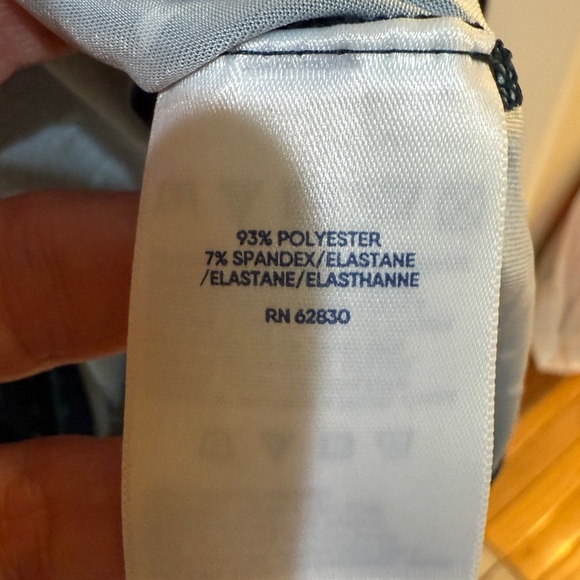 93% POLYESTER
7% SPANDEX/ELASTANE
/ELASTANE/ELASTHANNE
RN 62830